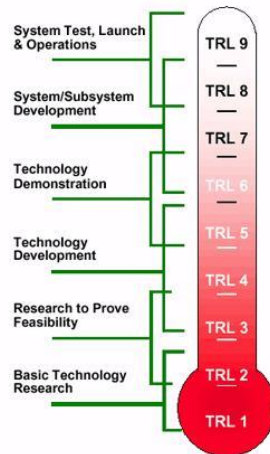 System Test, Launch
& Operations
System/Subsystem
Development
Technology
Demonstration
Technology
Development
Research to Prove
Feasibility
Basic Technology
Research
TRL 9
TRL 8
TRL 7
TRL 6
TRL 5
TRL 4
TRL 3
TRL 2
TRL 1